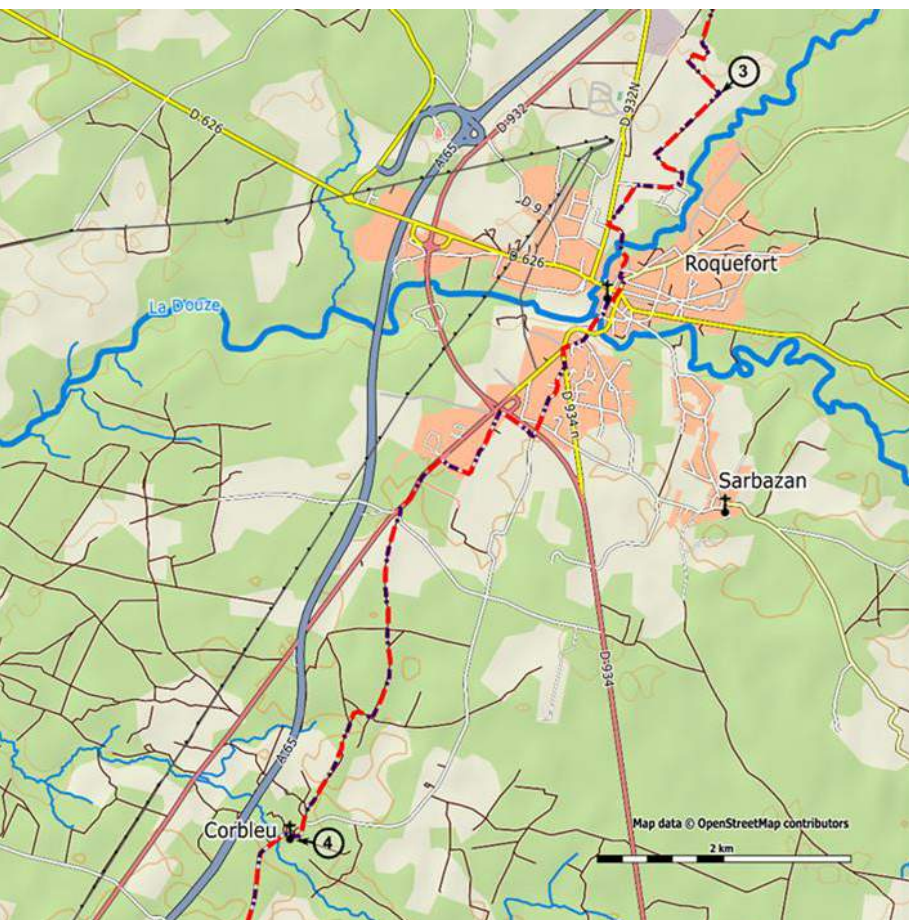 3
D 932N
D 626
D 932
A 65
D 9
D 626
Roquefort
La Douze
D 934 n
Sarbazan
D 934
A 65
Corbleu
4
Map data © OpenStreetMap contributors
2 km